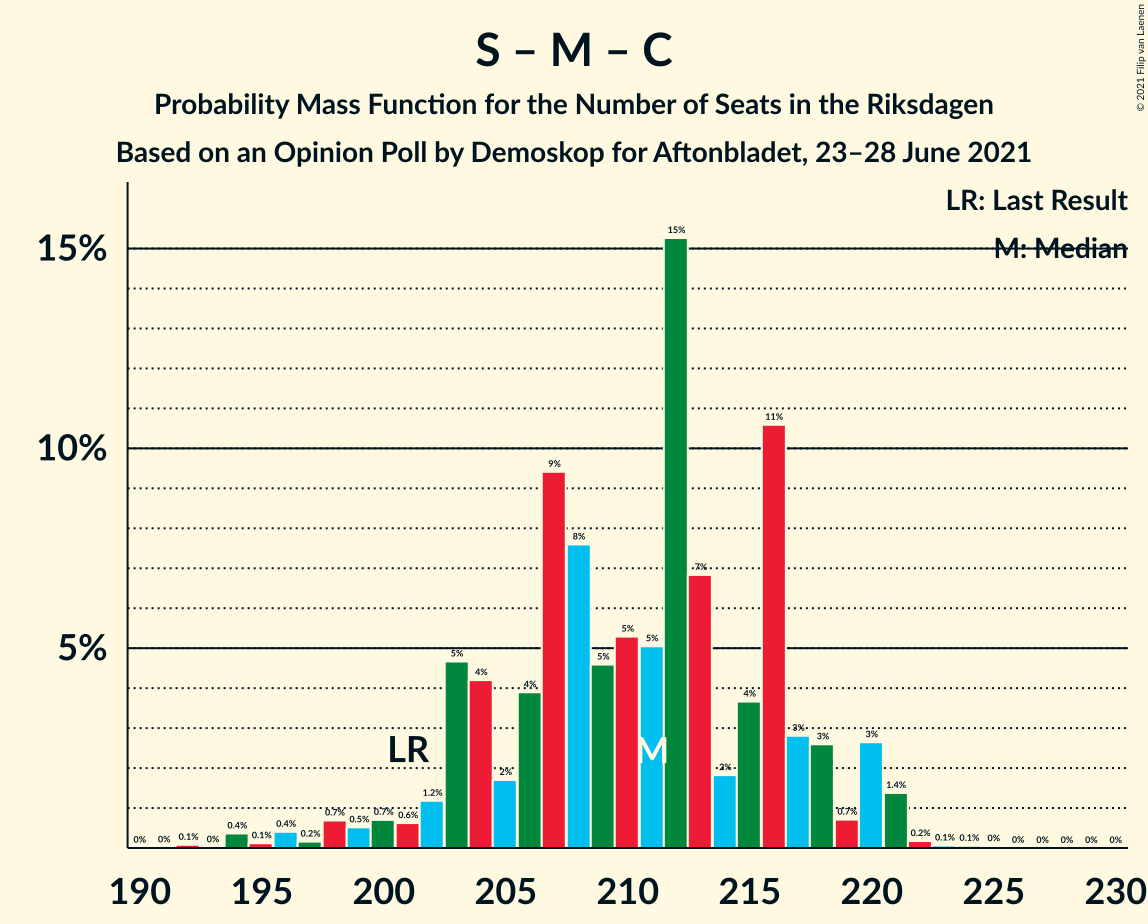 S – M – C
Probability Mass Function for the Number of Seats in the Riksdagen
Based on an Opinion Poll by Demoskop for Aftonbladet, 23–28 June 2021
© 2021 Filip van Laenen
LR: Last Result
M: Median
15%
10%
5%
0% 0% 0.1% 0% 0.4% 0.1% 0.4% 0.2% 0.7% 0.5% 0.7% 0.6% 1.2% 5% 4% 2% 4% 9% 8% 5% 5% 5% 15% 7% 2% 4% 11% 3% 3% 0.7% 3% 1.4% 0.2% 0.1% 0.1% 0% 0% 0% 0% 0% 0%
LR
M
190 195 200 205 210 215 220 225 230